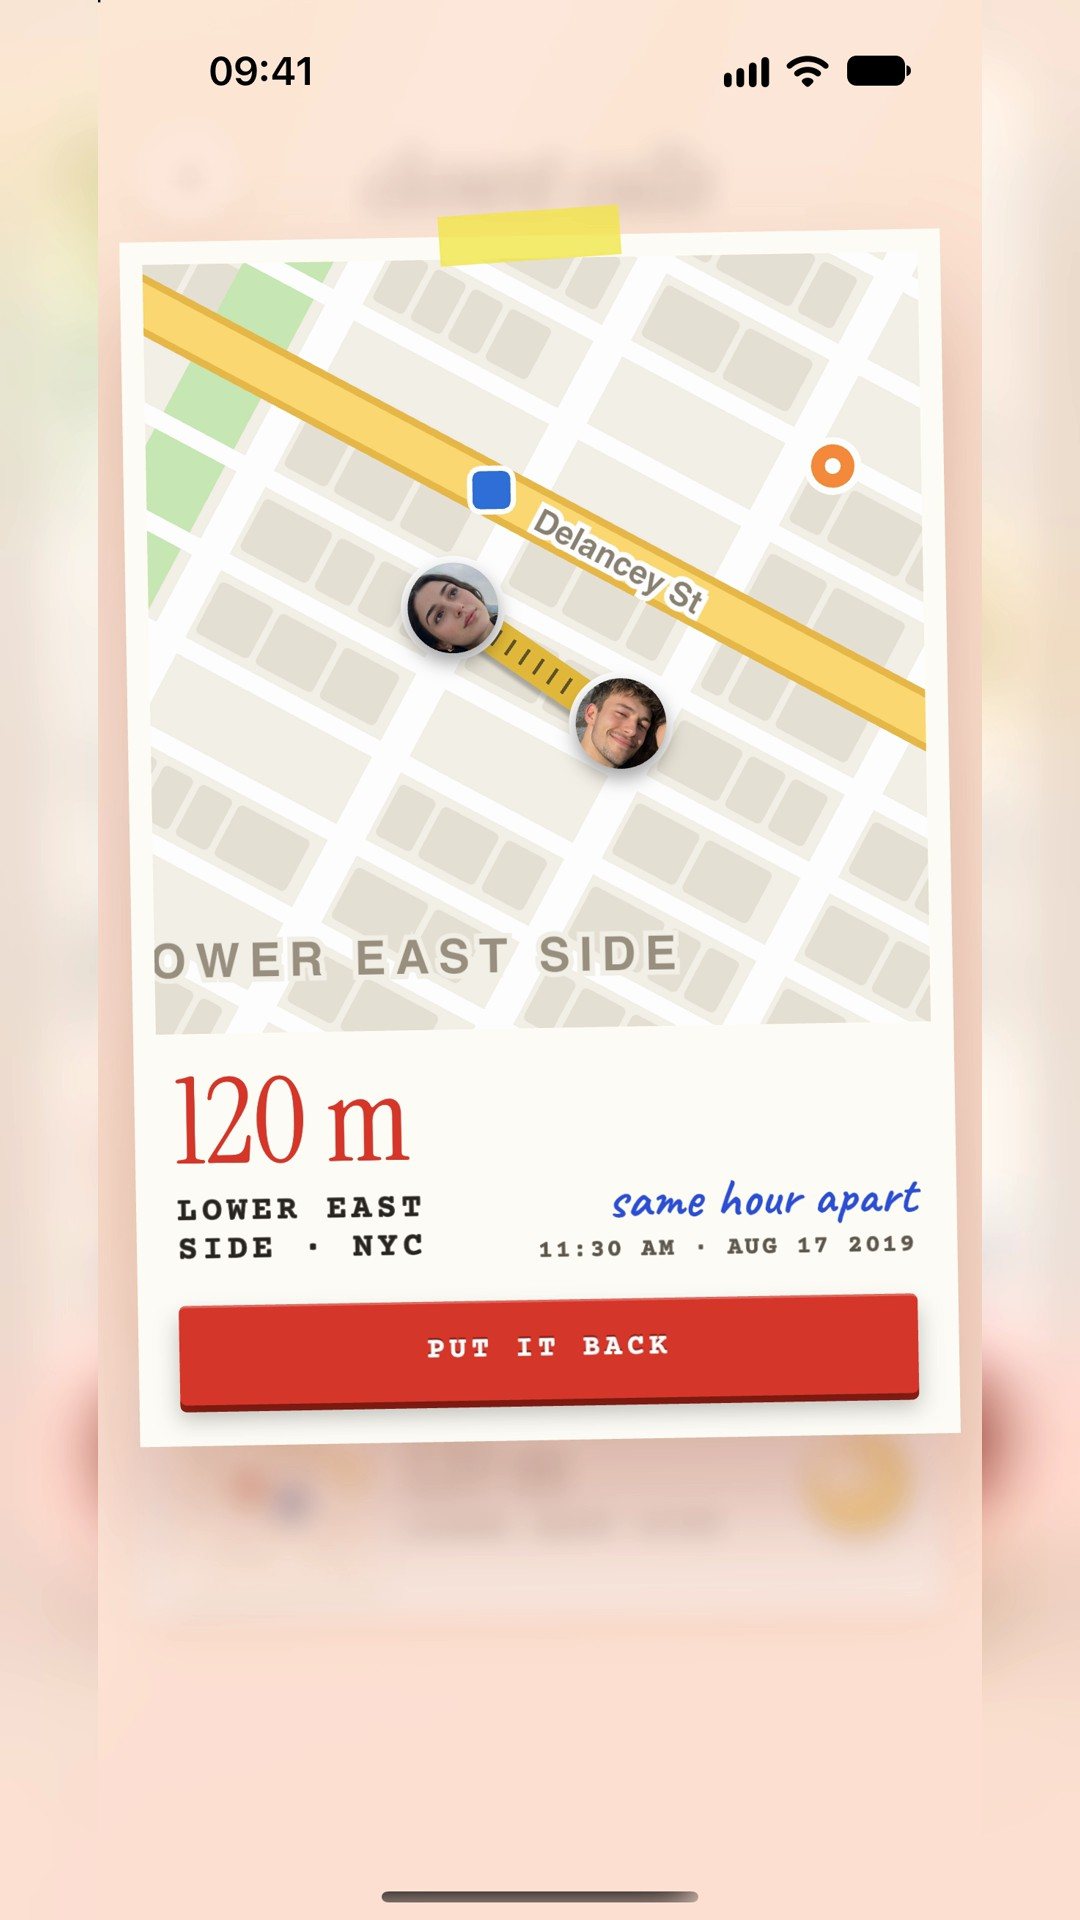 09:41
Delancey St
OWER EAST SIDE
120 m
LOWER EAST
SIDE · NYC
same hour apart
11:30 AM · AUG 17 2019
PUT IT BACK